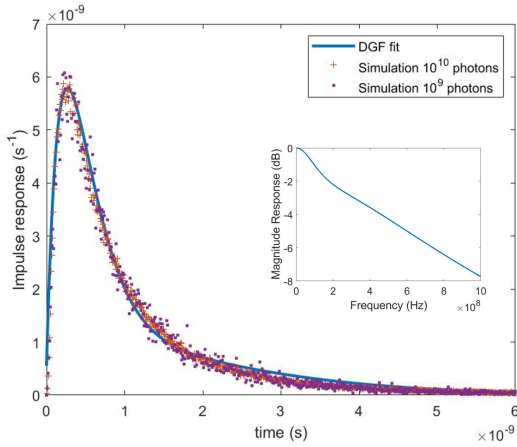 ×10⁻⁹
7
6
5
4
3
2
1
0
Impulse response (s⁻¹)
DGF fit
Simulation 10¹⁰ photons
Simulation 10⁹ photons
0
-2
-4
-6
-8
Magnitude Response (dB)
0 2 4 6 8 10
Frequency (Hz)
×10⁸
0 1 2 3 4 5 6
time (s)
×10⁻⁹